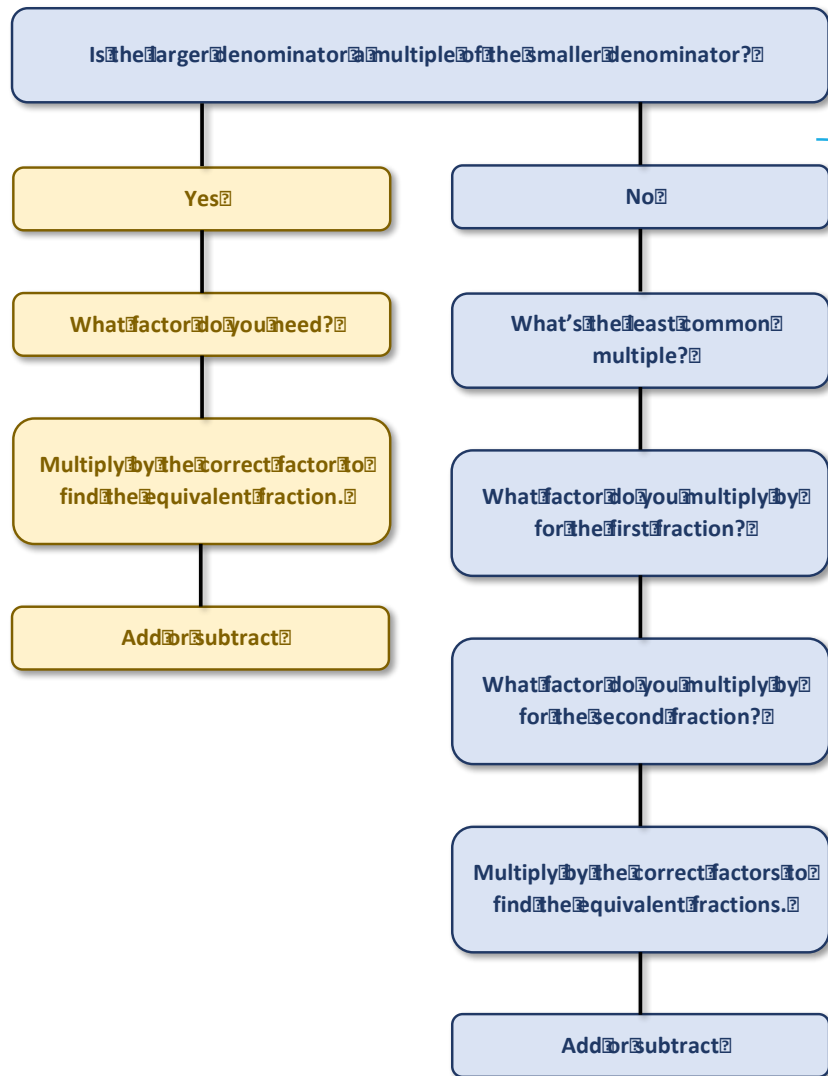 Is the larger denominator a multiple of the smaller denominator?
Yes
No
What factor do you need?
What's the least common
multiple?
Multiply by the correct factor to
find the equivalent fraction.
What factor do you multiply by
for the first fraction?
Add or subtract
What factor do you multiply by
for the second fraction?
Multiply by the correct factors to
find the equivalent fractions.
Add or subtract